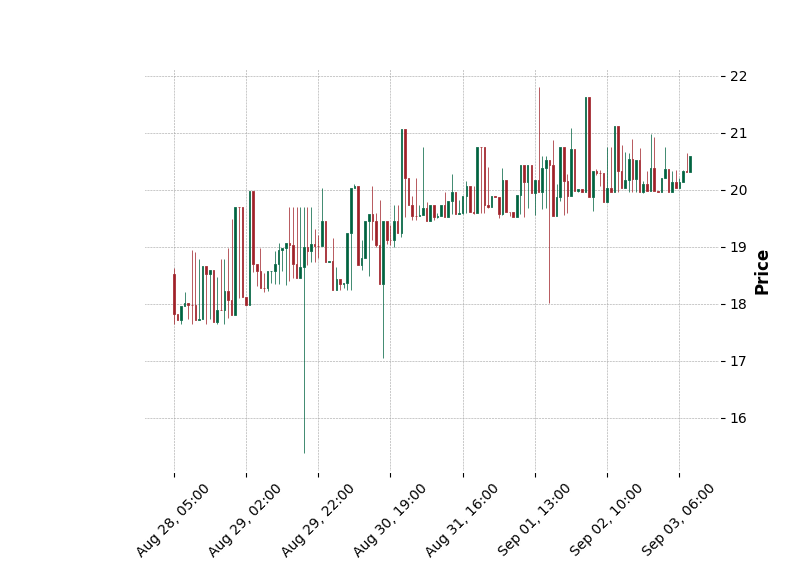 22
21
20
19
18
17
16
Price
Aug 28, 05:00
Aug 29, 02:00
Aug 29, 22:00
Aug 30, 19:00
Aug 31, 16:00
Sep 01, 13:00
Sep 02, 10:00
Sep 03, 06:00